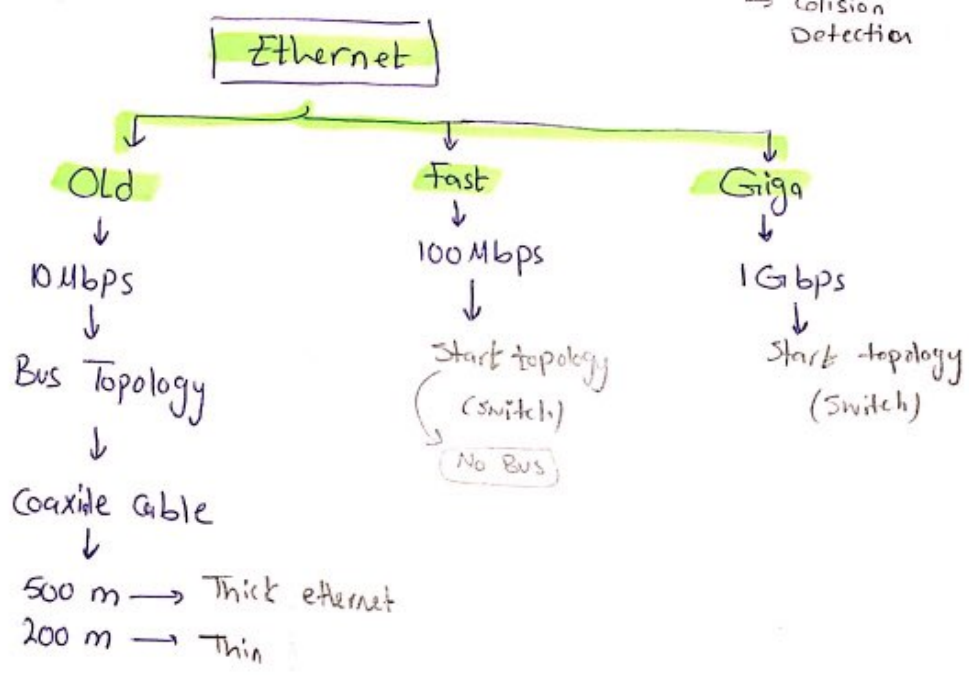 → Colision
Detection
Ethernet
Old
Fast
Giga
10 Mbps
100 Mbps
1 Gbps
Bus Topology
Start topology
(switch)
No Bus
Start topology
(Switch)
Coaxile Cable
500 m → Thick ethernet
200 m → Thin